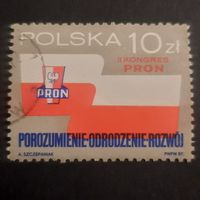 POLSKA 10 zł
II KONGRES
PRON
PRON
POROZUMIENIE·ODRODZENIE·ROZWÓJ
A. SZCZEPANIAK PWPW 87.